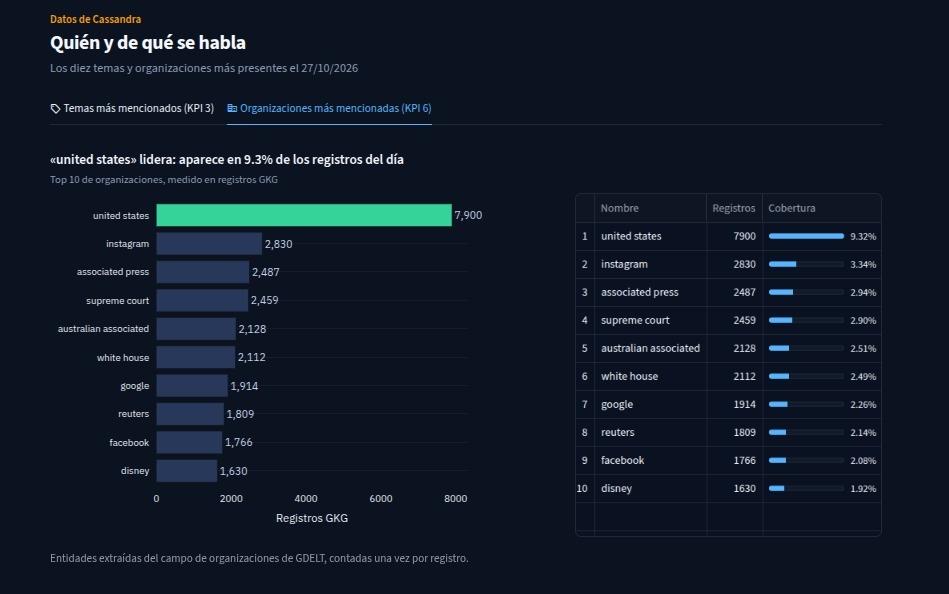 Datos de Cassandra
Quién y de qué se habla
Los diez temas y organizaciones más presentes el 27/10/2026
Temas más mencionados (KPI 3) Organizaciones más mencionadas (KPI 6)
«united states» lidera: aparece en 9.3% de los registros del día
Top 10 de organizaciones, medido en registros GKG
united states 7,900
instagram 2,830
associated press 2,487
supreme court 2,459
australian associated 2,128
white house 2,112
google 1,914
reuters 1,809
facebook 1,766
disney 1,630
0 2000 4000 6000 8000
Registros GKG
Nombre Registros Cobertura
1 united states 7900 9.32%
2 instagram 2830 3.34%
3 associated press 2487 2.94%
4 supreme court 2459 2.90%
5 australian associated 2128 2.51%
6 white house 2112 2.49%
7 google 1914 2.26%
8 reuters 1809 2.14%
9 facebook 1766 2.08%
10 disney 1630 1.92%
Entidades extraídas del campo de organizaciones de GDELT, contadas una vez por registro.